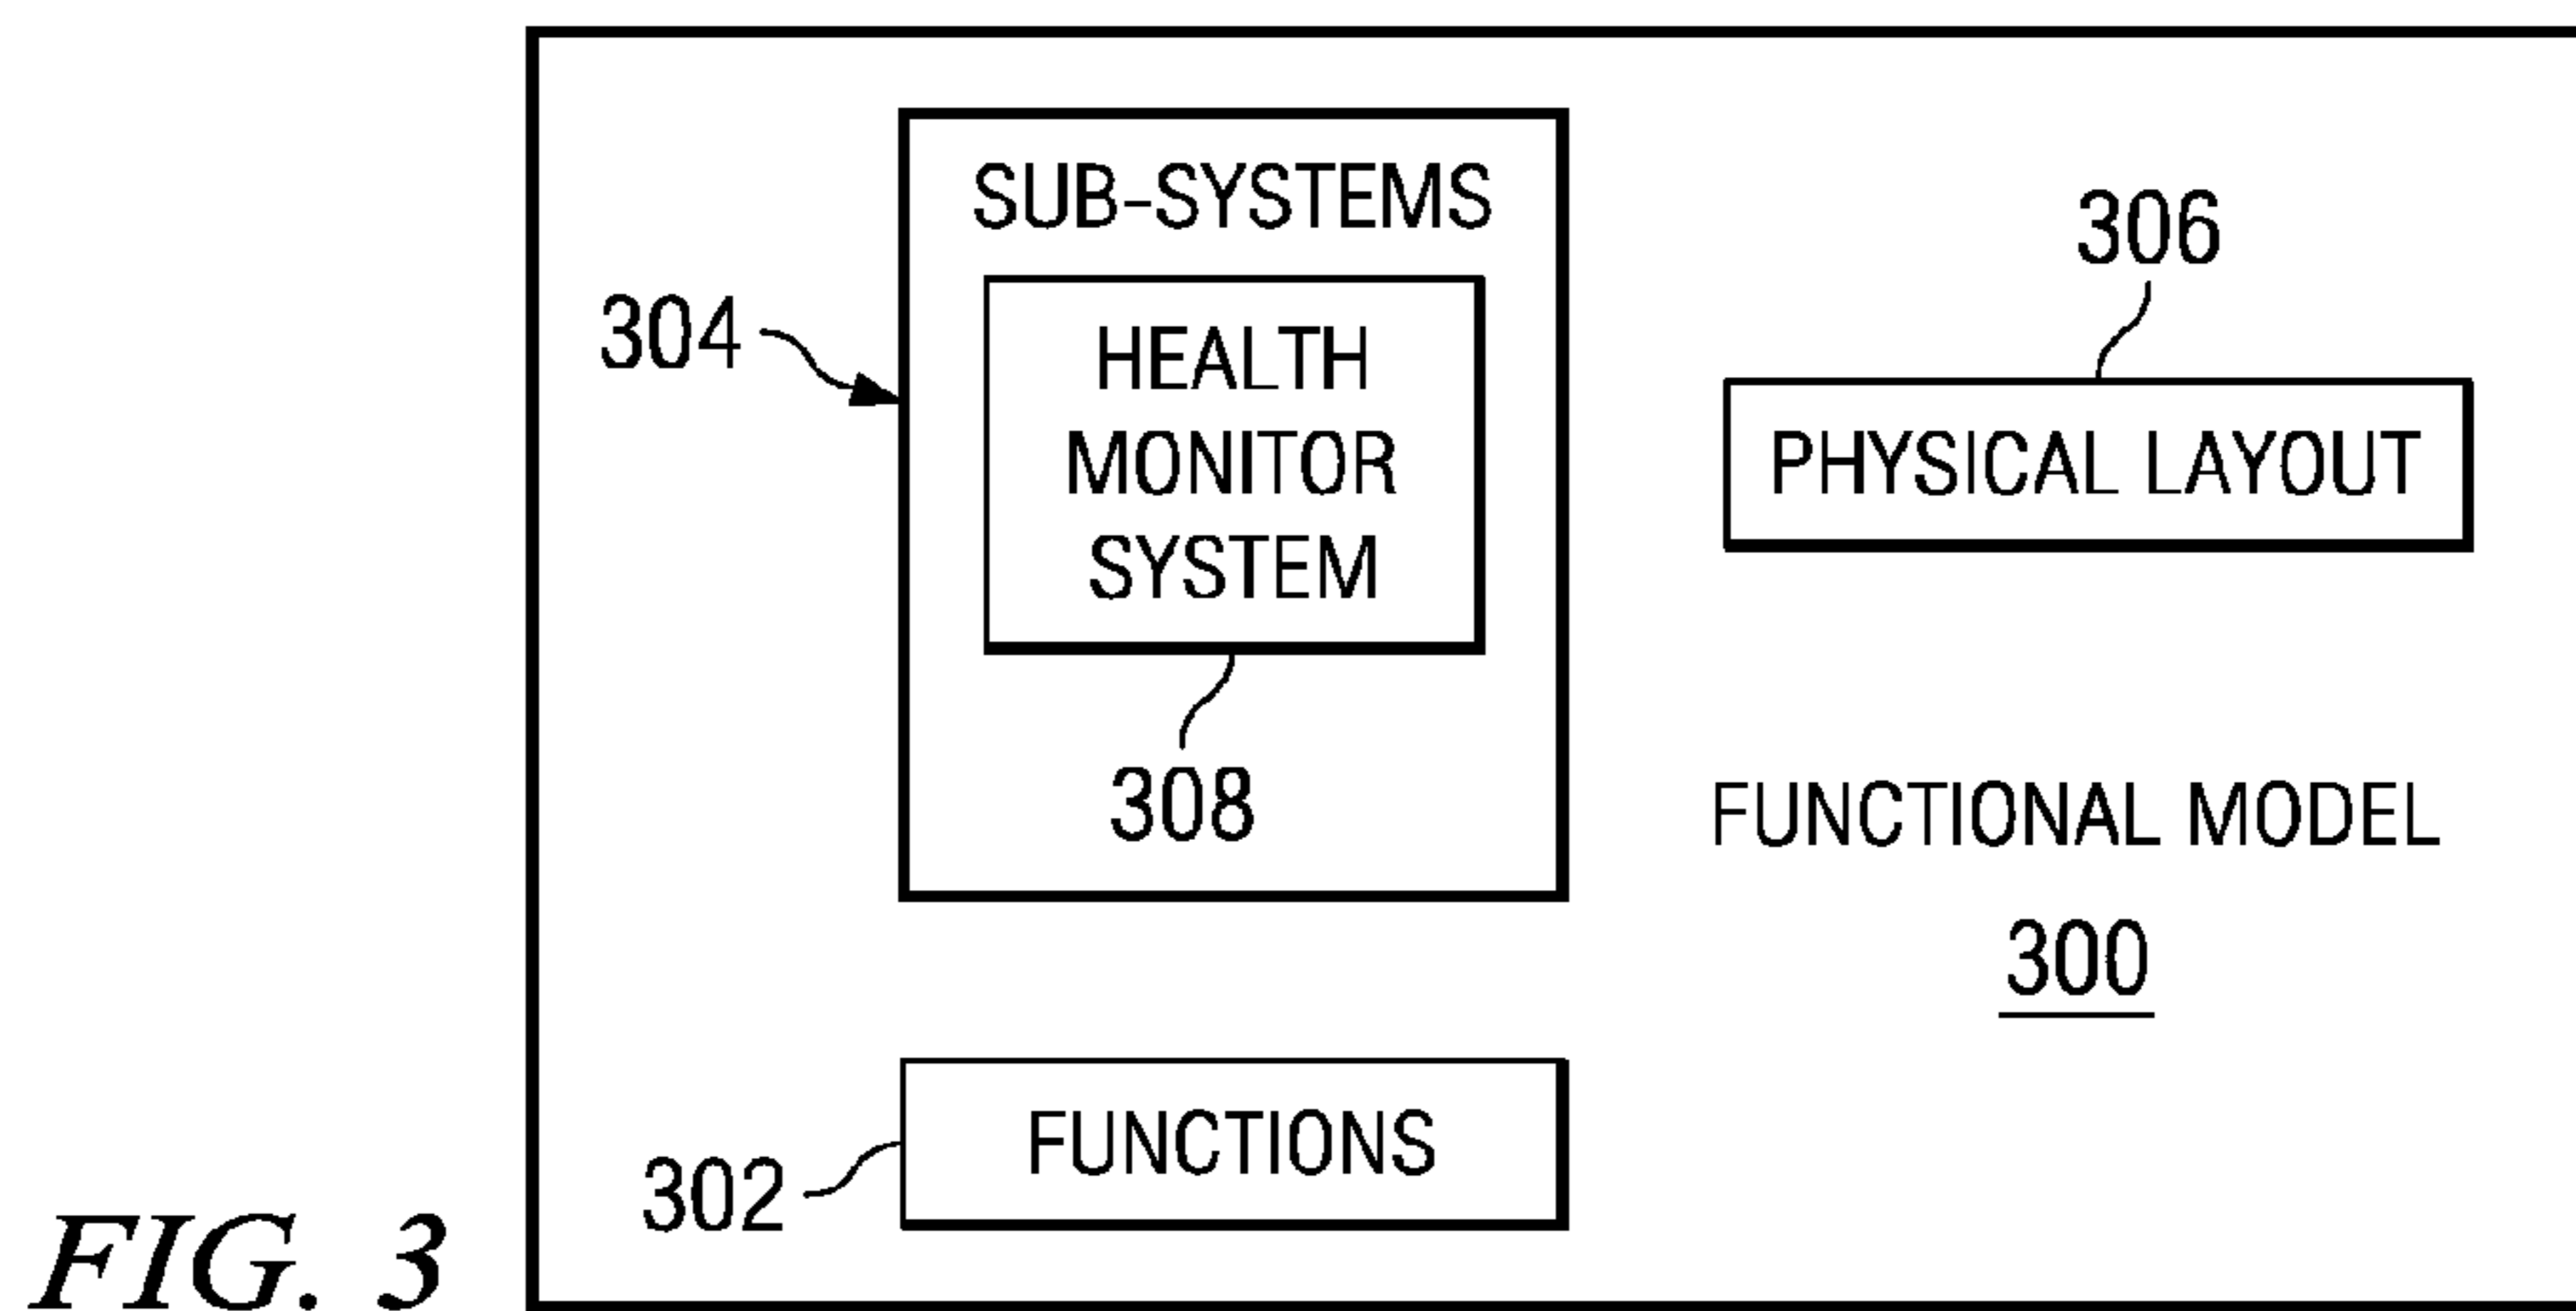 SUB-SYSTEMS
304
HEALTH
MONITOR
SYSTEM
308
306
PHYSICAL LAYOUT
FUNCTIONAL MODEL
300
302
FUNCTIONS
FIG. 3